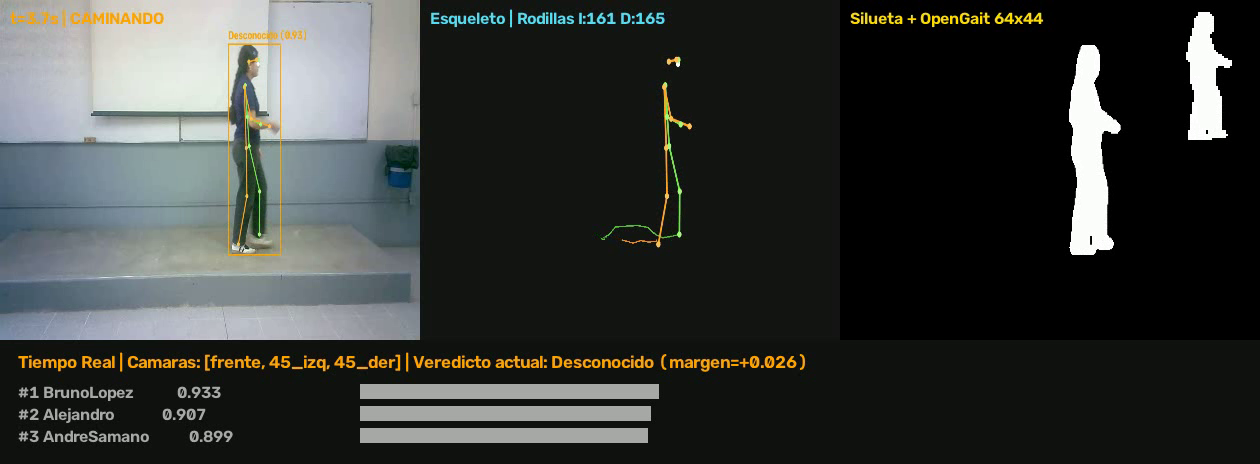 t=3.7s | CAMINANDO
Desconocido (0.93)
Esqueleto | Rodillas I:161 D:165
Silueta + OpenGait 64x44
Tiempo Real | Camaras: [frente, 45_izq, 45_der] | Veredicto actual: Desconocido (margen=+0.026)
#1 BrunoLopez 0.933
#2 Alejandro 0.907
#3 AndreSamano 0.899